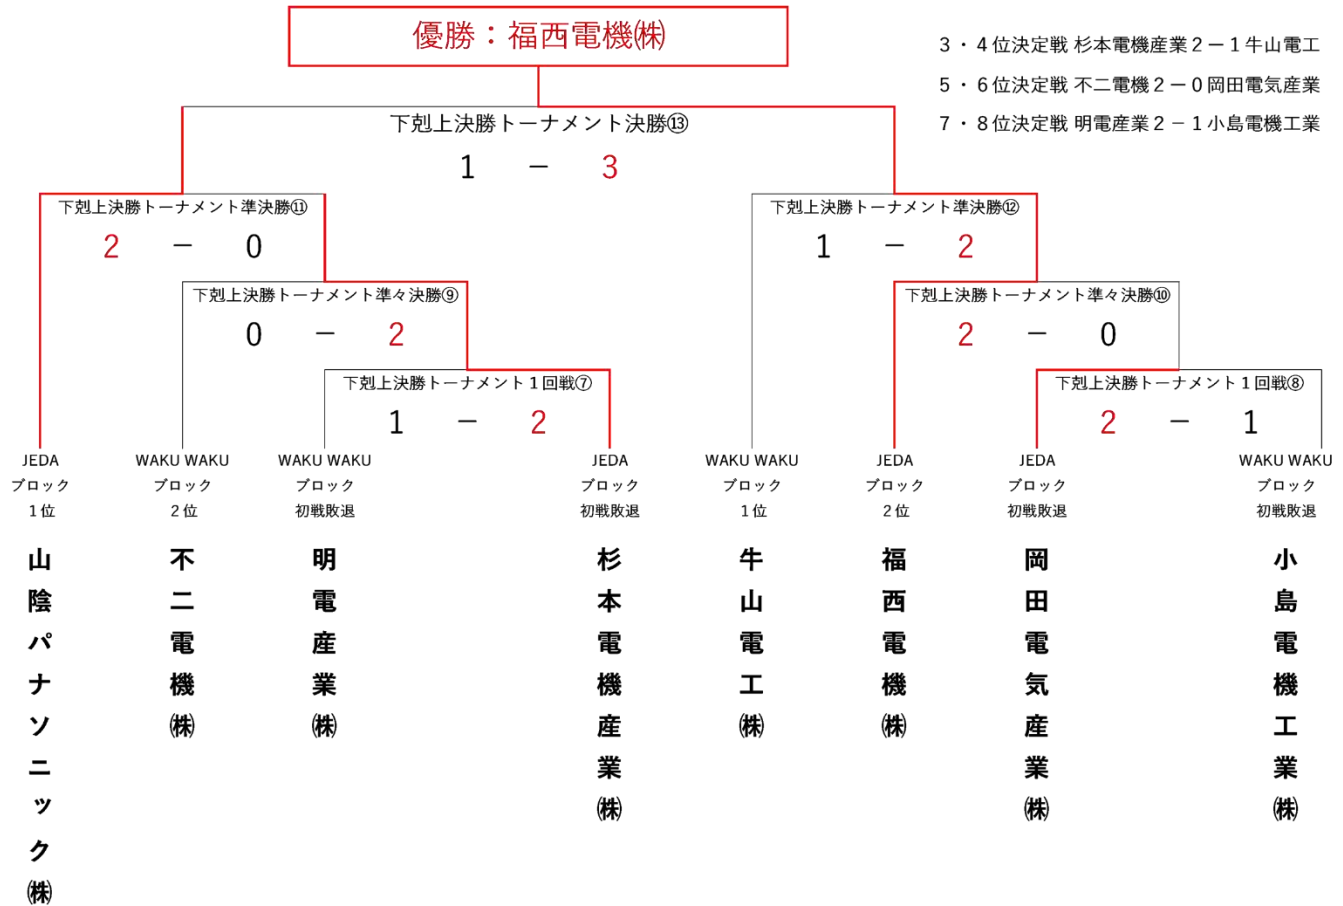 優勝：福西電機㈱
3・4位決定戦 杉本電機産業2－1牛山電工
5・6位決定戦 不二電機2－0岡田電気産業
7・8位決定戦 明電産業2－1小島電機工業
下剋上決勝トーナメント決勝⑬
1 － 3
下剋上決勝トーナメント準決勝⑪
2 － 0
下剋上決勝トーナメント準決勝⑫
1 － 2
下剋上決勝トーナメント準々決勝⑨
0 － 2
下剋上決勝トーナメント準々決勝⑩
2 － 0
下剋上決勝トーナメント1回戦⑦
1 － 2
下剋上決勝トーナメント1回戦⑧
2 － 1
JEDA
ブロック
1位
山陰パナソニック㈱
WAKU WAKU
ブロック
2位
不二電機㈱
WAKU WAKU
ブロック
初戦敗退
明電産業㈱
JEDA
ブロック
初戦敗退
杉本電機産業㈱
WAKU WAKU
ブロック
1位
牛山電工㈱
JEDA
ブロック
2位
福西電機㈱
JEDA
ブロック
初戦敗退
岡田電気産業㈱
WAKU WAKU
ブロック
初戦敗退
小島電機工業㈱